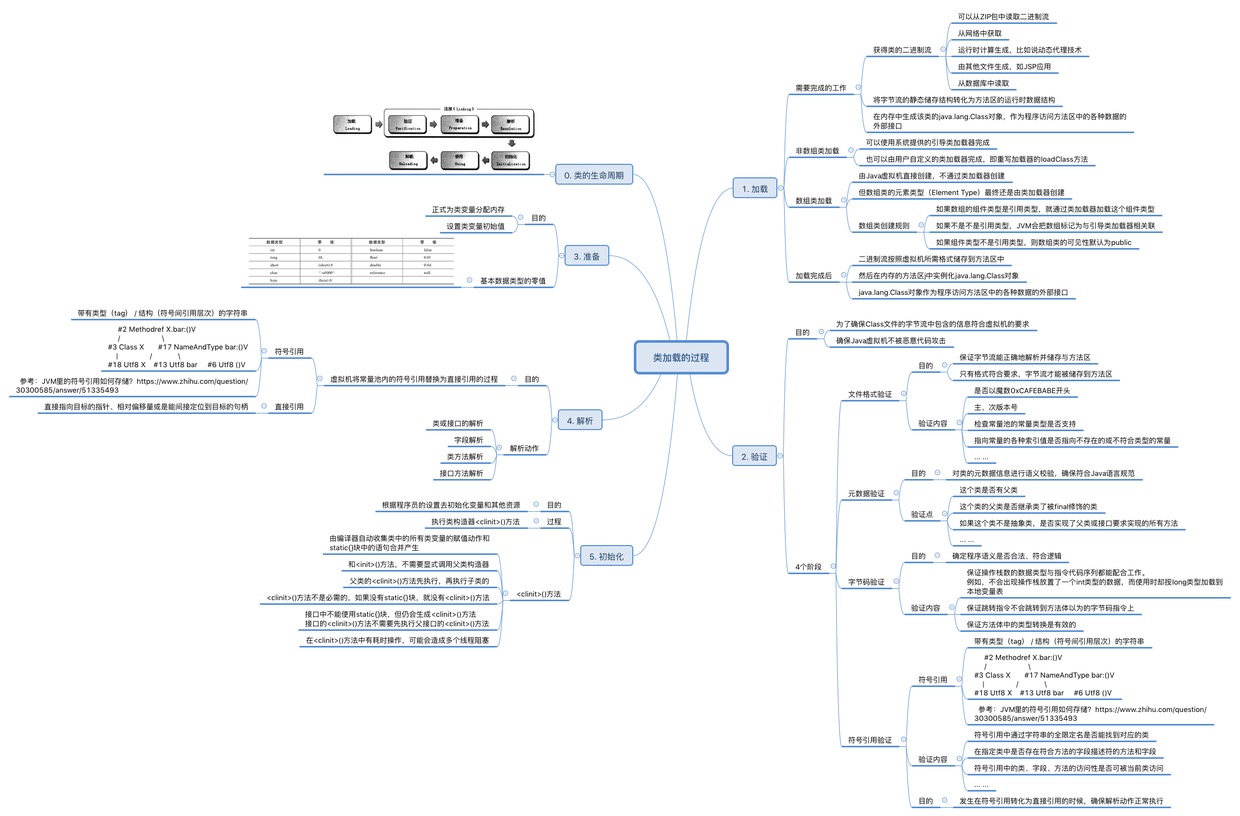 类加载的过程
0. 类的生命周期
连接(Linking)
加载
Loading
验证
Verification
准备
Preparation
解析
Resolution
卸载
Unloading
使用
Using
初始化
Initialization
1. 加载
需要完成的工作
获得类的二进制流
可以从ZIP包中读取二进制流
从网络中获取
运行时计算生成，比如说动态代理技术
由其他文件生成，如JSP应用
从数据库中读取
将字节流的静态储存结构转化为方法区的运行时数据结构
在内存中生成该类的java.lang.Class对象，作为程序访问方法区中的各种数据的
外部接口
非数组类加载
可以使用系统提供的引导类加载器完成
也可以由用户自定义的类加载器完成，即重写加载器的loadClass方法
数组类加载
由Java虚拟机直接创建，不通过类加载器创建
但数组类的元素类型（Element Type）最终还是由类加载器创建
数组类创建规则
如果数组的组件类型是引用类型，就通过类加载器加载这个组件类型
如果不是不是引用类型，JVM会把数组标记为与引导类加载器相关联
如果组件类型不是引用类型，则数组类的可见性默认为public
加载完成后
二进制流按照虚拟机所需格式储存到方法区中
然后在内存的方法区j中实例化java.lang.Class对象
java.lang.Class对象作为程序访问方法区中的各种数据的外部接口
2. 验证
目的
为了确保Class文件的字节流中包含的信息符合虚拟机的要求
确保Java虚拟机不被恶意代码攻击
4个阶段
文件格式验证
目的
保证字节流能正确地解析并储存与方法区
只有格式符合要求，字节流才能被储存到方法区
验证内容
是否以魔数0xCAFEBABE开头
主、次版本号
检查常量池的常量类型是否支持
指向常量的各种索引值是否指向不存在的或不符合类型的常量
... ...
元数据验证
目的
对类的元数据信息进行语义校验，确保符合Java语言规范
验证点
这个类是否有父类
这个类的父类是否继承类了被final修饰的类
如果这个类不是抽象类，是否实现了父类或接口要求实现的所有方法
... ...
字节码验证
目的
确定程序语义是否合法、符合逻辑
验证内容
保证操作栈数的数据类型与指令代码序列都能配合工作。
例如，不会出现操作栈放置了一个int类型的数据，而使用时却按long类型加载到
本地变量表
保证跳转指令不会跳转到方法体以为的字节码指令上
保证方法体中的类型转换是有效的
符号引用验证
符号引用
带有类型（tag） / 结构（符号间引用层次）的字符串
#2 Methodref X.bar:()V
/ \
#3 Class X #17 NameAndType bar:()V
| / \
#18 Utf8 X #13 Utf8 bar #6 Utf8 ()V
参考：JVM里的符号引用如何存储？https://www.zhihu.com/question/
30300585/answer/51335493
验证内容
符号引用中通过字符串的全限定名是否能找到对应的类
在指定类中是否存在符合方法的字段描述符的方法和字段
符号引用中的类、字段、方法的访问性是否可被当前类访问
... ...
目的
发生在符号引用转化为直接引用的时候，确保解析动作正常执行
3. 准备
目的
正式为类变量分配内存
设置类变量初始值
基本数据类型的零值
数据类型 零 值 数据类型 零 值
int 0 boolean false
long 0L float 0.0f
short (short) 0 double 0.0d
char '\u0000' reference null
byte (byte) 0
4. 解析
目的
虚拟机将常量池内的符号引用替换为直接引用的过程
符号引用
带有类型（tag） / 结构（符号间引用层次）的字符串
#2 Methodref X.bar:()V
/ \
#3 Class X #17 NameAndType bar:()V
| / \
#18 Utf8 X #13 Utf8 bar #6 Utf8 ()V
参考：JVM里的符号引用如何存储？https://www.zhihu.com/question/
30300585/answer/51335493
直接引用
直接指向目标的指针、相对偏移量或是能间接定位到目标的句柄
解析动作
类或接口的解析
字段解析
类方法解析
接口方法解析
5. 初始化
目的
根据程序员的设置去初始化变量和其他资源
过程
执行类构造器<clinit>()方法
<clinit>()方法
由编译器自动收集类中的所有类变量的赋值动作和
static{}块中的语句合并产生
和<init>()方法，不需要显式调用父类构造器
父类的<clinit>()方法先执行，再执行子类的
<clinit>()方法不是必需的，如果没有static{}块，就没有<clinit>()方法
接口中不能使用static{}块，但仍会生成<clinit>()方法
接口的<clinit>()方法不需要先执行父接口的<clinit>()方法
在<clinit>()方法中有耗时操作，可能会造成多个线程阻塞